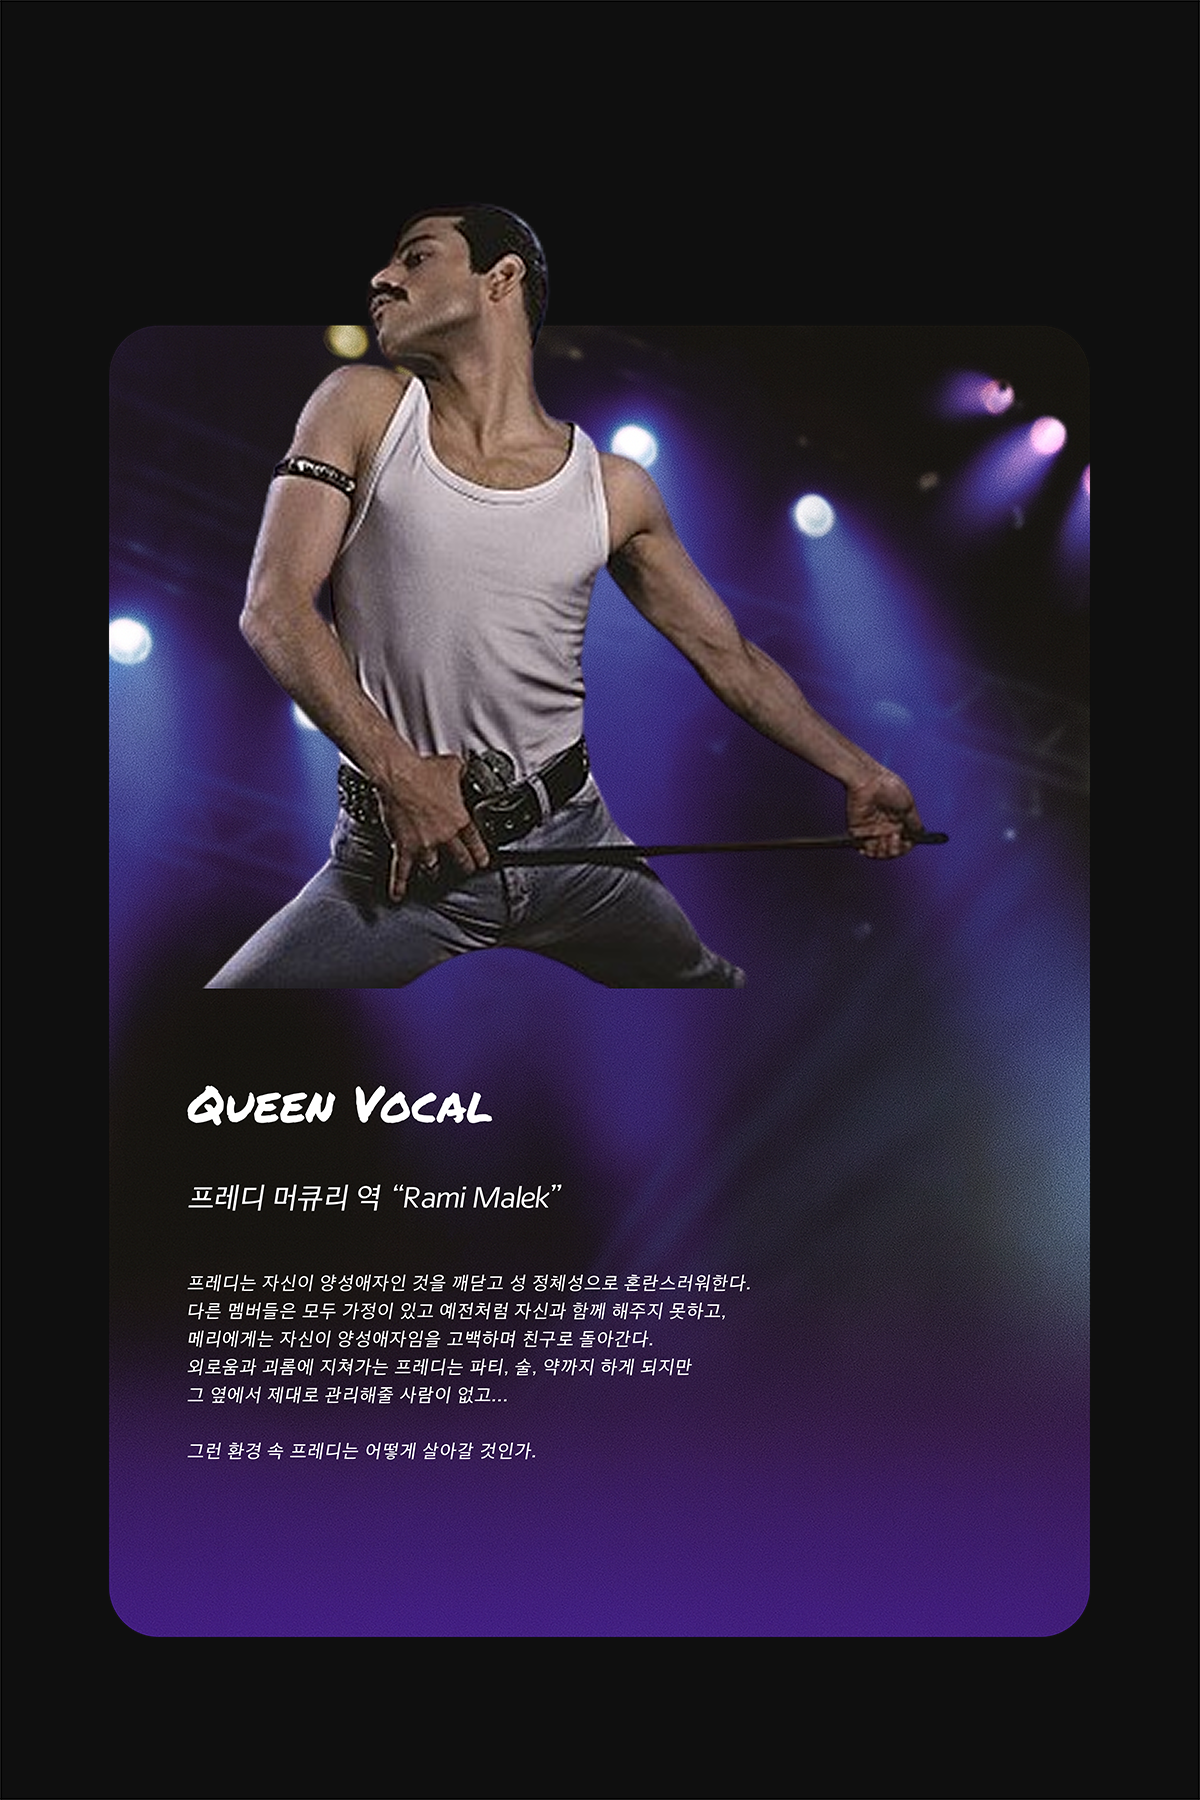 Queen Vocal
프레디 머큐리 역 “Rami Malek”
프레디는 자신이 양성애자인 것을 깨닫고 성 정체성으로 혼란스러워한다.
다른 멤버들은 모두 가정이 있고 예전처럼 자신과 함께 해주지 못하고,
메리에게는 자신이 양성애자임을 고백하며 친구로 돌아간다.
외로움과 괴롬에 지쳐가는 프레디는 파티, 술, 약까지 하게 되지만
그 옆에서 제대로 관리해줄 사람이 없고...
그런 환경 속 프레디는 어떻게 살아갈 것인가.